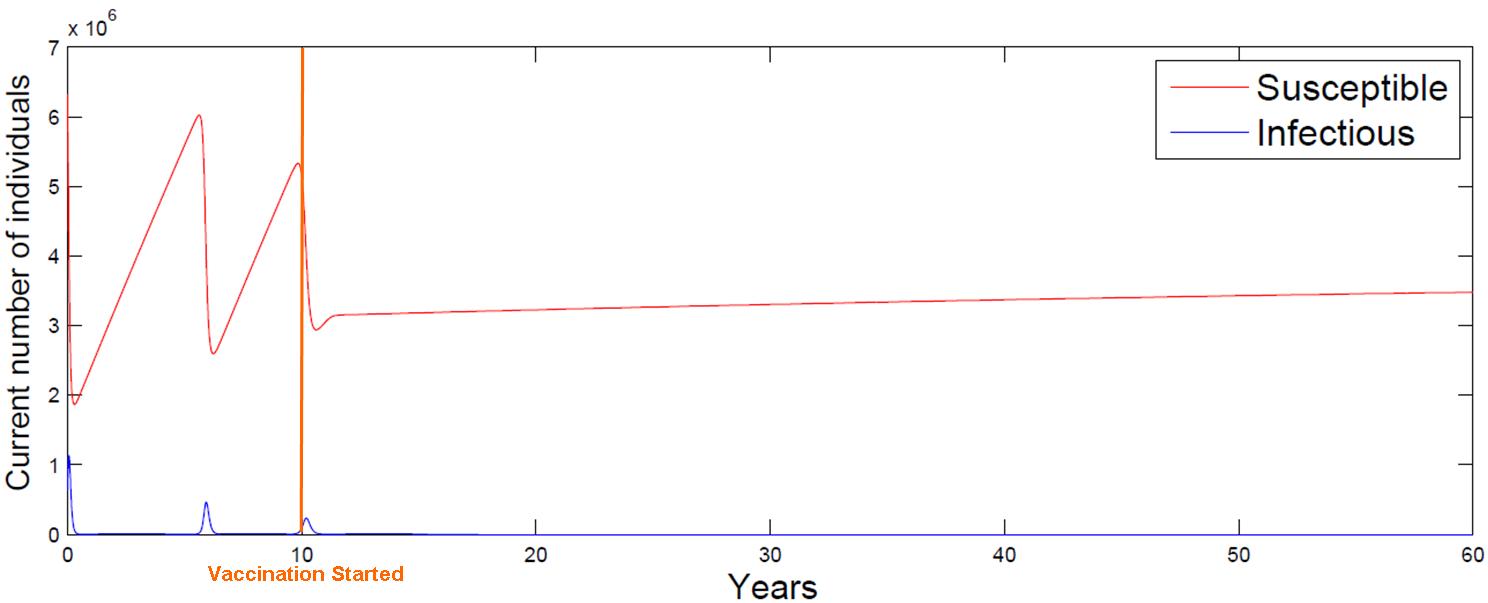 x 10^6
7
6
5
4
3
2
1
0
Current number of individuals
Susceptible
Infectious
0 10 20 30 40 50 60
Vaccination Started
Years